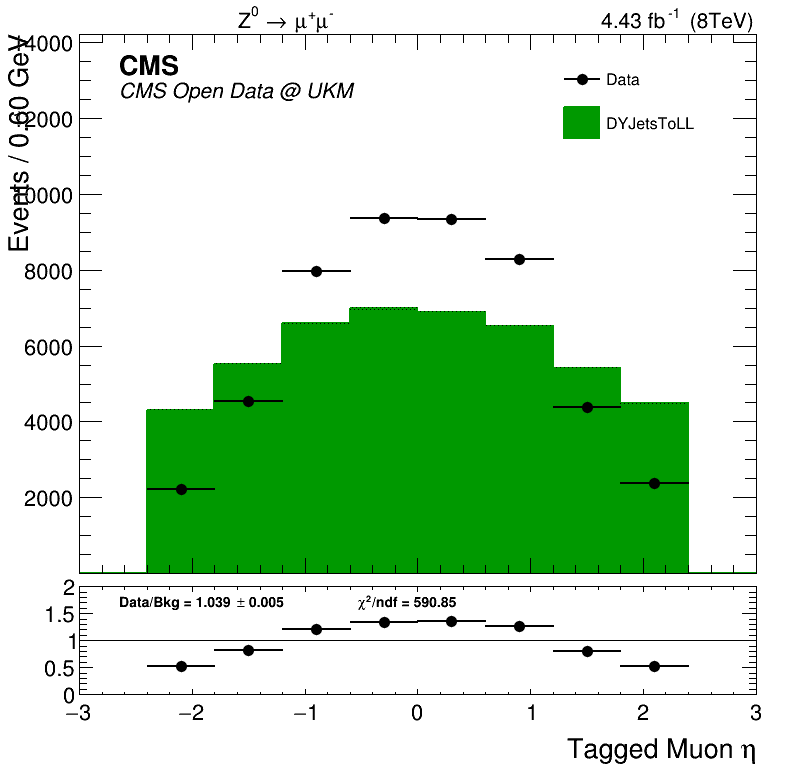 Z⁰ → μ⁺μ⁻
4.43 fb⁻¹ (8TeV)
Events / 0.60 GeV
4000
2000
0000
8000
6000
4000
2000
CMS
CMS Open Data @ UKM
Data
DYJetsToLL
2
1.5
1
0.5
0
Data/Bkg = 1.039 ± 0.005
χ²/ndf = 590.85
−3 −2 −1 0 1 2 3
Tagged Muon η